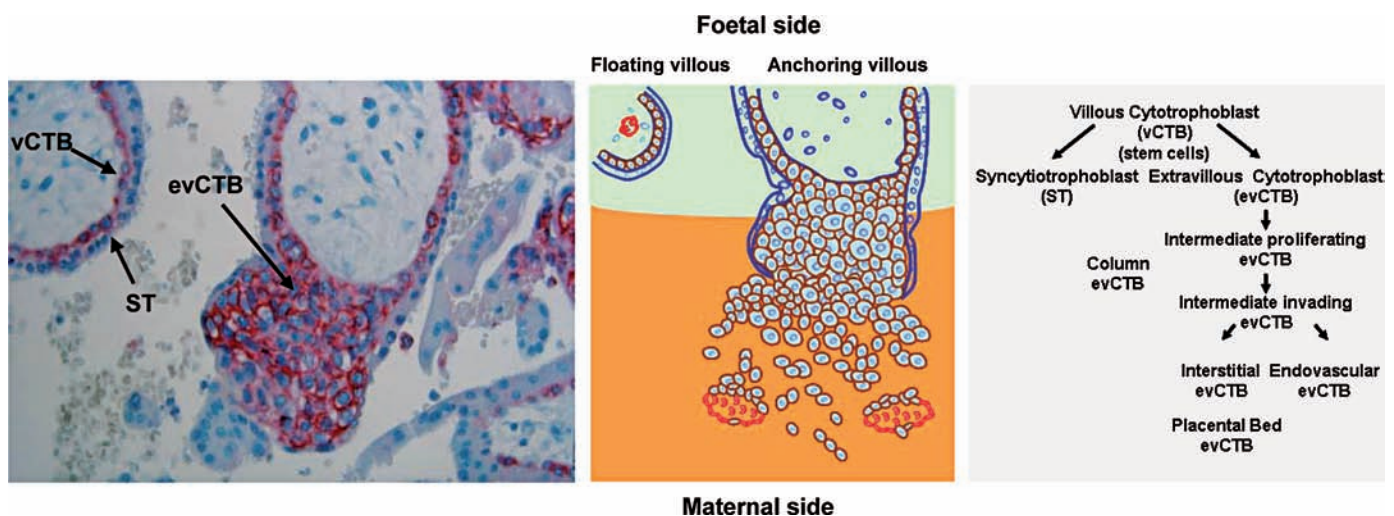 Foetal side
Floating villous
Anchoring villous
vCTB
evCTB
ST
Villous Cytotrophoblast
(vCTB)
(stem cells)
Syncytiotrophoblast
(ST)
Extravillous Cytotrophoblast
(evCTB)
Intermediate proliferating
evCTB
Column
evCTB
Intermediate invading
evCTB
Interstitial
evCTB
Endovascular
evCTB
Placental Bed
evCTB
Maternal side